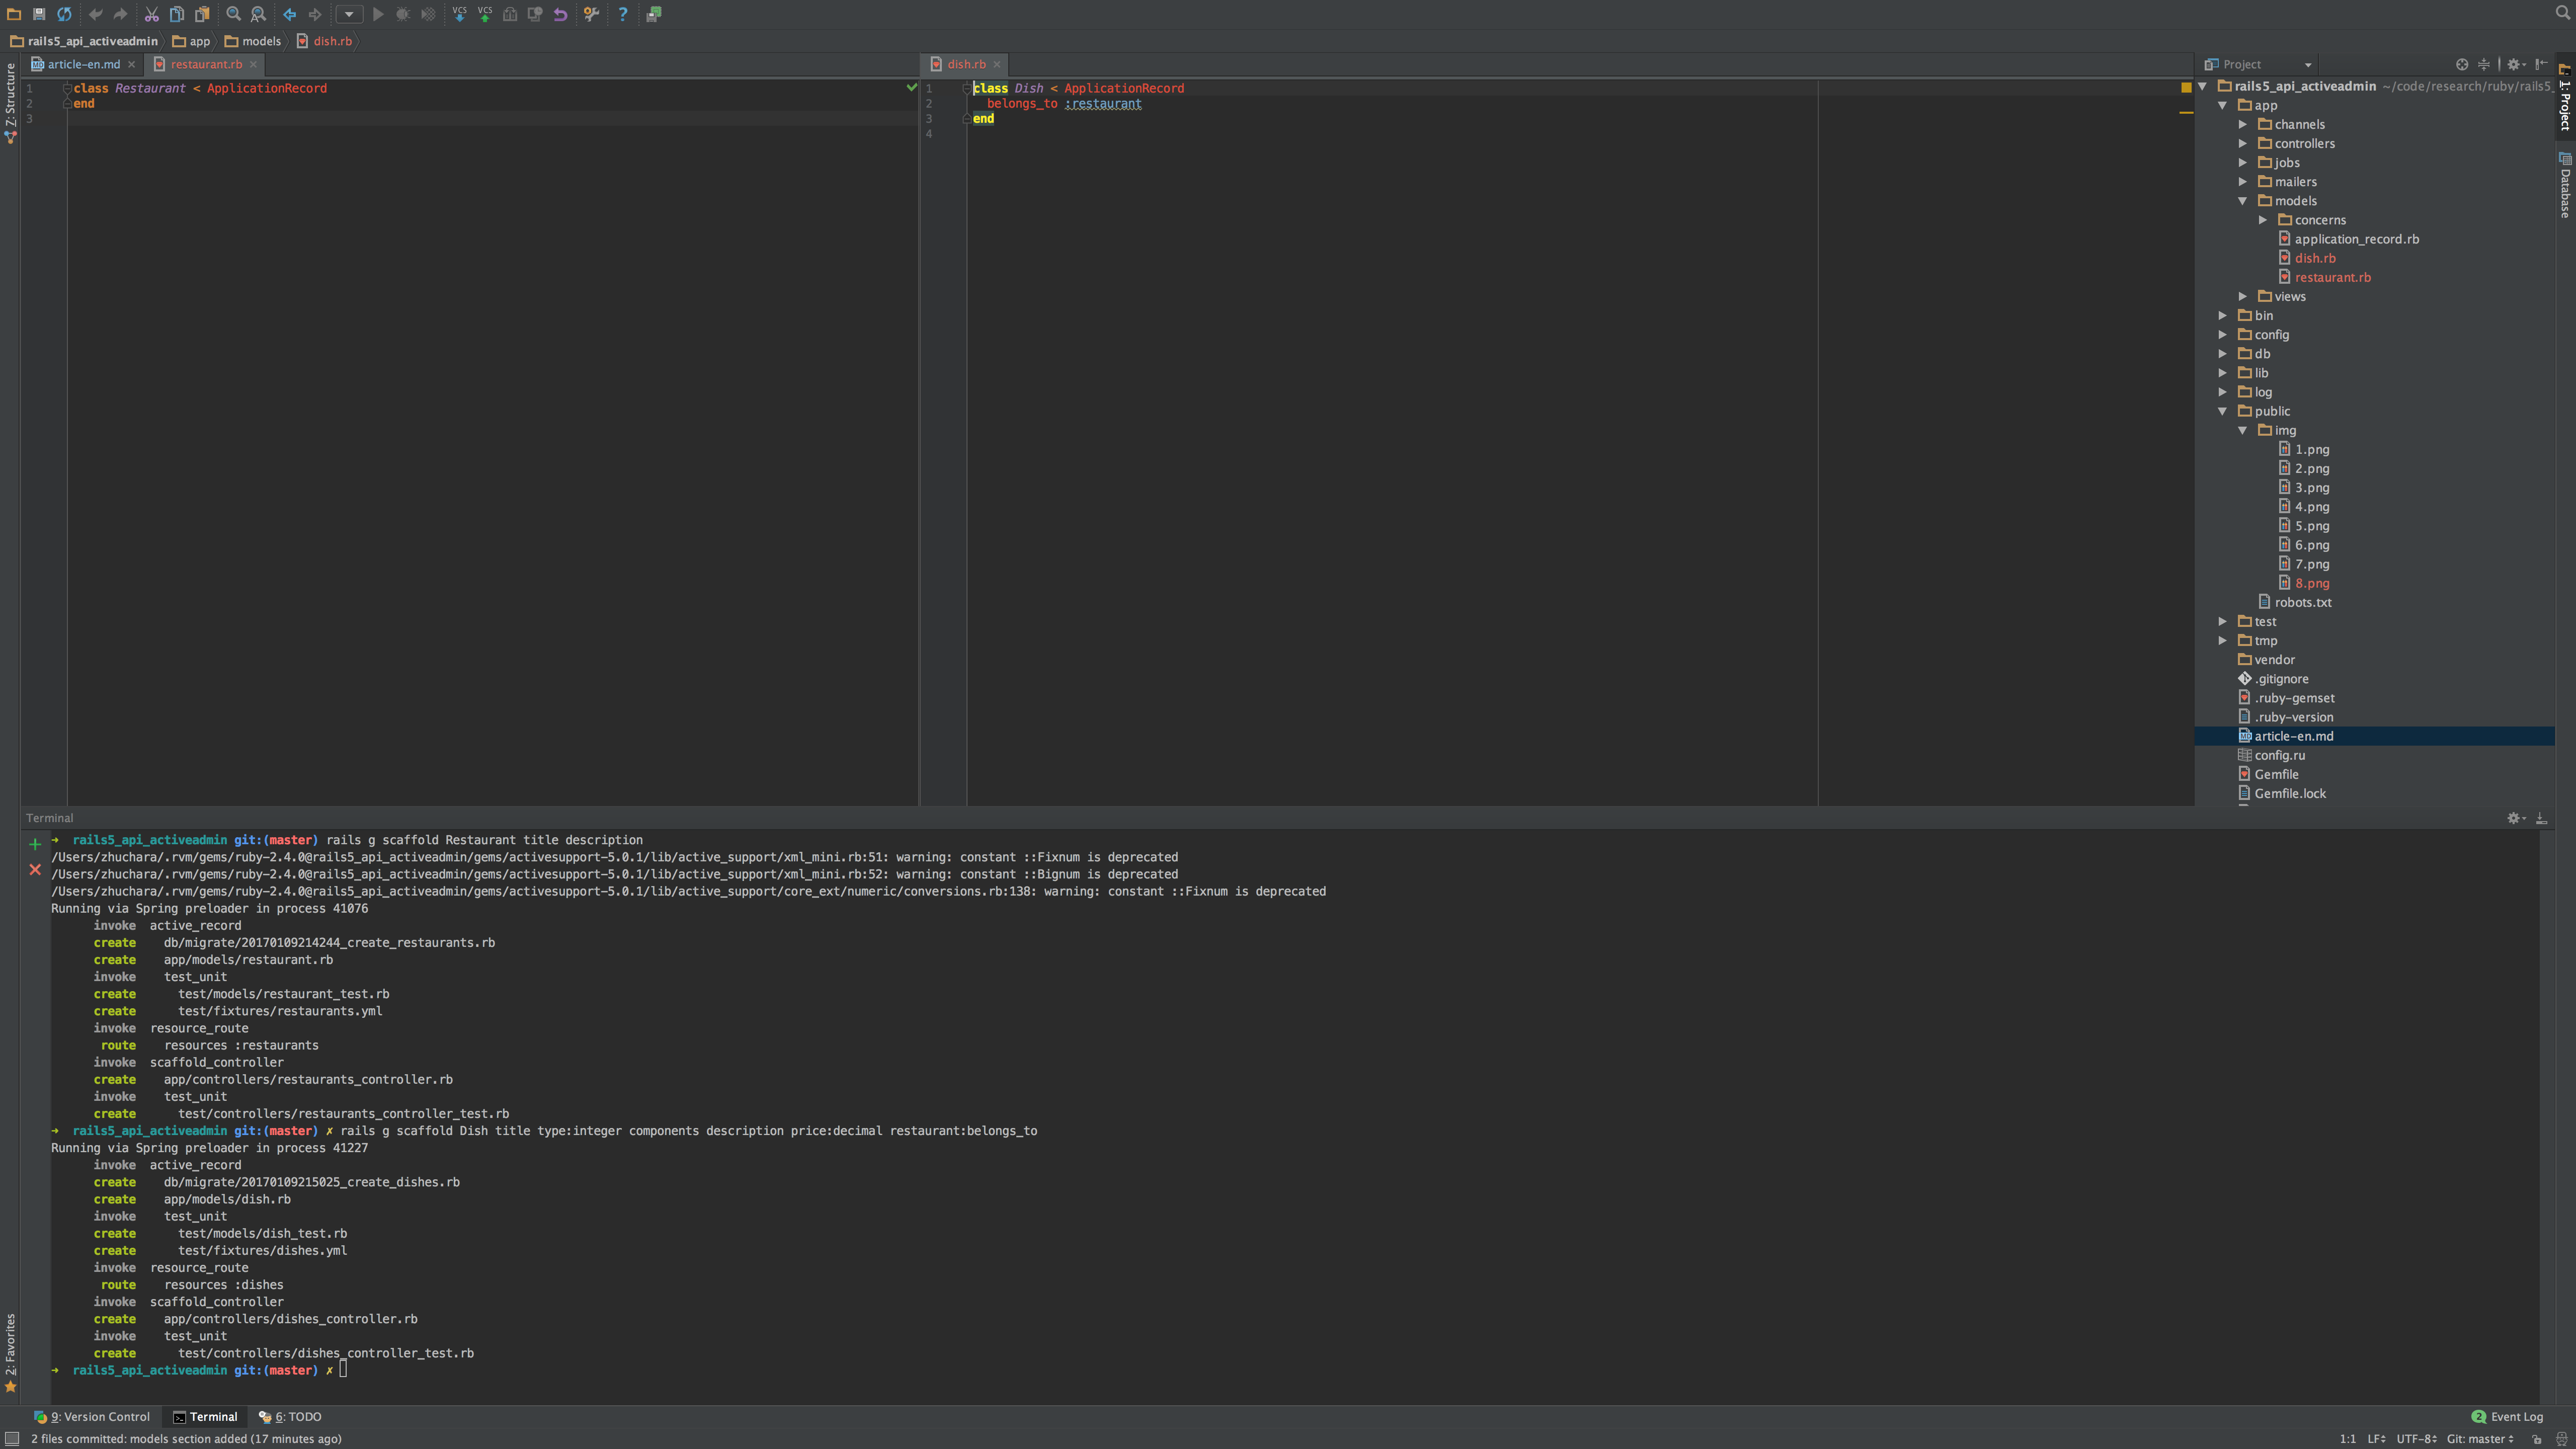 VCS VCS
rails5_api_activeadmin app models dish.rb
Z: Structure
article-en.md restaurant.rb
1 class Restaurant < ApplicationRecord
2 end
3
dish.rb
1 class Dish < ApplicationRecord
2 belongs_to :restaurant
3 end
4
Project
rails5_api_activeadmin ~/code/research/ruby/rails5_
app
channels
controllers
jobs
mailers
models
concerns
application_record.rb
dish.rb
restaurant.rb
views
bin
config
db
lib
log
public
img
1.png
2.png
3.png
4.png
5.png
6.png
7.png
8.png
robots.txt
test
tmp
vendor
.gitignore
.ruby-gemset
.ruby-version
article-en.md
config.ru
Gemfile
Gemfile.lock
1: Project
Database
Terminal
→ rails5_api_activeadmin git:(master) rails g scaffold Restaurant title description
/Users/zhuchara/.rvm/gems/ruby-2.4.0@rails5_api_activeadmin/gems/activesupport-5.0.1/lib/active_support/xml_mini.rb:51: warning: constant ::Fixnum is deprecated
/Users/zhuchara/.rvm/gems/ruby-2.4.0@rails5_api_activeadmin/gems/activesupport-5.0.1/lib/active_support/xml_mini.rb:52: warning: constant ::Bignum is deprecated
/Users/zhuchara/.rvm/gems/ruby-2.4.0@rails5_api_activeadmin/gems/activesupport-5.0.1/lib/active_support/core_ext/numeric/conversions.rb:138: warning: constant ::Fixnum is deprecated
Running via Spring preloader in process 41076
invoke active_record
create db/migrate/20170109214244_create_restaurants.rb
create app/models/restaurant.rb
invoke test_unit
create test/models/restaurant_test.rb
create test/fixtures/restaurants.yml
invoke resource_route
route resources :restaurants
invoke scaffold_controller
create app/controllers/restaurants_controller.rb
invoke test_unit
create test/controllers/restaurants_controller_test.rb
→ rails5_api_activeadmin git:(master) ✗ rails g scaffold Dish title type:integer components description price:decimal restaurant:belongs_to
Running via Spring preloader in process 41227
invoke active_record
create db/migrate/20170109215025_create_dishes.rb
create app/models/dish.rb
invoke test_unit
create test/models/dish_test.rb
create test/fixtures/dishes.yml
invoke resource_route
route resources :dishes
invoke scaffold_controller
create app/controllers/dishes_controller.rb
invoke test_unit
create test/controllers/dishes_controller_test.rb
→ rails5_api_activeadmin git:(master) ✗
2: Favorites
9: Version Control Terminal 6: TODO
2 Event Log
2 files committed: models section added (17 minutes ago)
1:1 LF UTF-8 Git: master